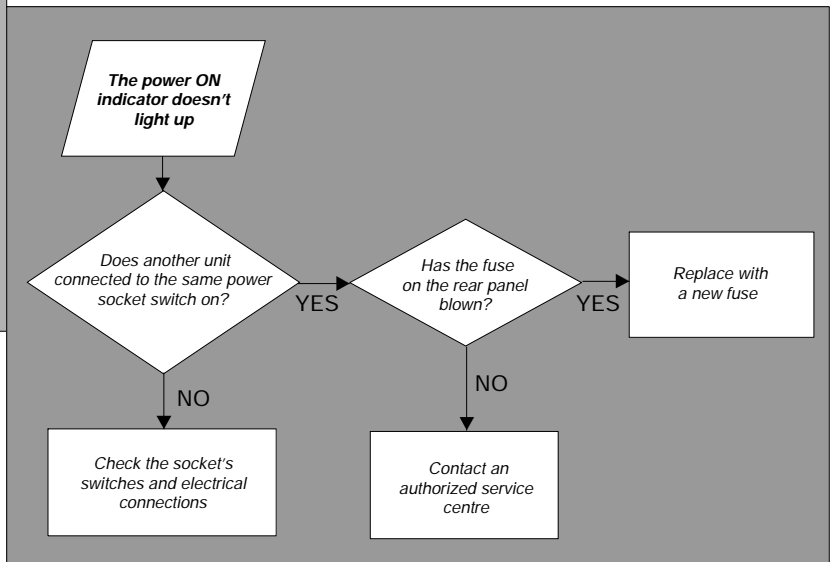 The power ON
indicator doesn't
light up
Does another unit
connected to the same power
socket switch on?
YES
Has the fuse
on the rear panel
blown?
YES
Replace with
a new fuse
NO
NO
Check the socket's
switches and electrical
connections
Contact an
authorized service
centre